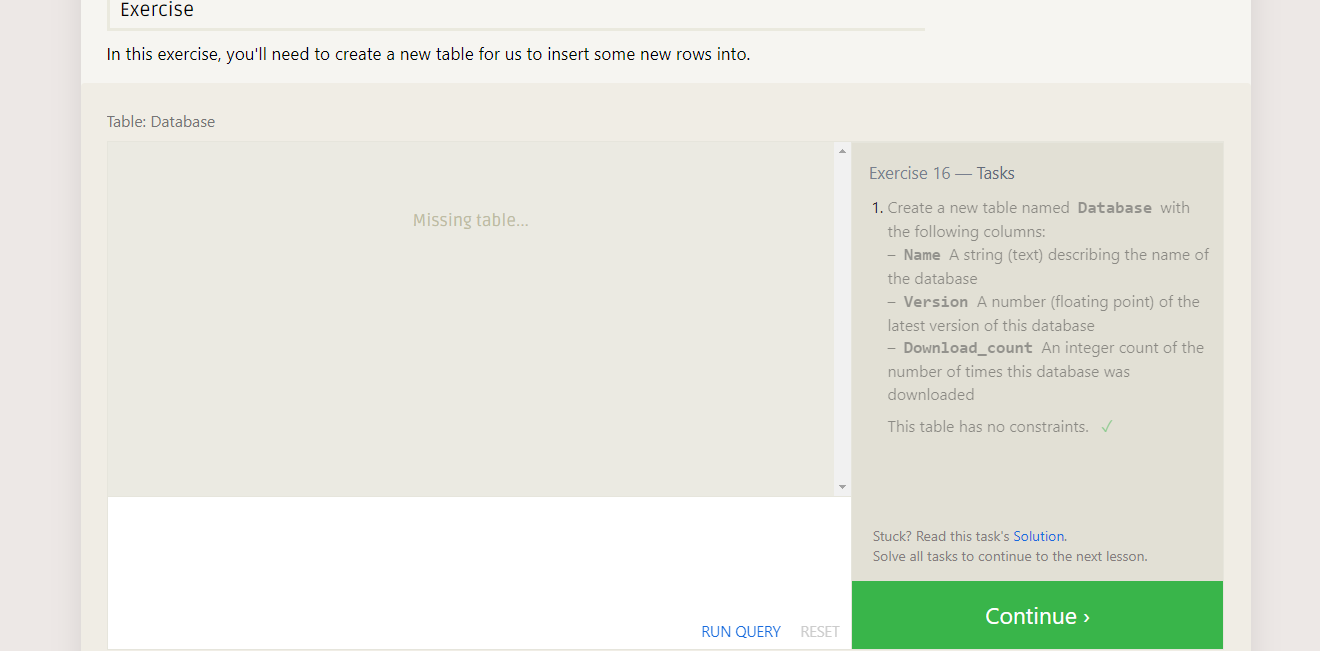 Exercise
In this exercise, you'll need to create a new table for us to insert some new rows into.
Table: Database
Missing table…
Exercise 16 — Tasks
1. Create a new table named Database with
the following columns:
– Name A string (text) describing the name of
the database
– Version A number (floating point) of the
latest version of this database
– Download_count An integer count of the
number of times this database was
downloaded
This table has no constraints. ✓
Stuck? Read this task's Solution.
Solve all tasks to continue to the next lesson.
RUN QUERY RESET
Continue ›